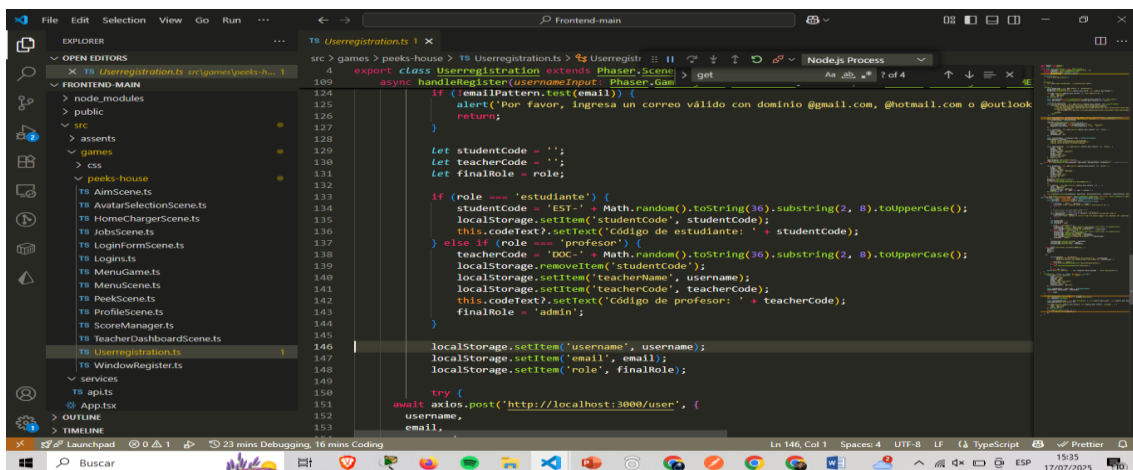 File Edit Selection View Go Run ··· Frontend-main
EXPLORER ···
OPEN EDITORS
TS Userregistration.ts src\games\peeks-h... 1
FRONTEND-MAIN
node_modules
public
src
assents
games
css
peeks-house
TS AimScene.ts
TS AvatarSelectionScene.ts
TS HomeChargerScene.ts
TS JobsScene.ts
TS LoginFormScene.ts
TS Logins.ts
TS MenuGame.ts
TS MenuScene.ts
TS PeekScene.ts
TS ProfileScene.ts
TS ScoreManager.ts
TS TeacherDashboardScene.ts
TS Userregistration.ts 1
TS WindowRegister.ts
services
TS api.ts
App.tsx
OUTLINE
TIMELINE
TS Userregistration.ts 1
src > games > peeks-house > TS Userregistration.ts > Userregistr
Node.js Process
get Aa ab ? of 4
4 export class Userregistration extends Phaser.Scene
109 async handleRegister(usernameInput: Phaser.Gam
124 if (!emailPattern.test(email)) {
125 alert('Por favor, ingresa un correo válido con dominio @gmail.com, @hotmail.com o @outlook
126 return;
127 }
128
129 let studentCode = '';
130 let teacherCode = '';
131 let finalRole = role;
132
133 if (role === 'estudiante') {
134 studentCode = 'EST-' + Math.random().toString(36).substring(2, 8).toUpperCase();
135 localStorage.setItem('studentCode', studentCode);
136 this.codeText?.setText('Código de estudiante: ' + studentCode);
137 } else if (role === 'profesor') {
138 teacherCode = 'DOC-' + Math.random().toString(36).substring(2, 8).toUpperCase();
139 localStorage.removeItem('studentCode');
140 localStorage.setItem('teacherName', username);
141 localStorage.setItem('teacherCode', teacherCode);
142 this.codeText?.setText('Código de profesor: ' + teacherCode);
143 finalRole = 'admin';
144 }
145
146 localStorage.setItem('username', username);
147 localStorage.setItem('email', email);
148 localStorage.setItem('role', finalRole);
149
150 try {
151 await axios.post('http://localhost:3000/user', {
152 username,
153 email,
Launchpad 0 1 23 mins Debugging, 16 mins Coding Ln 146, Col 1 Spaces: 4 UTF-8 LF TypeScript Prettier
Buscar ESP 15:35
17/07/2025